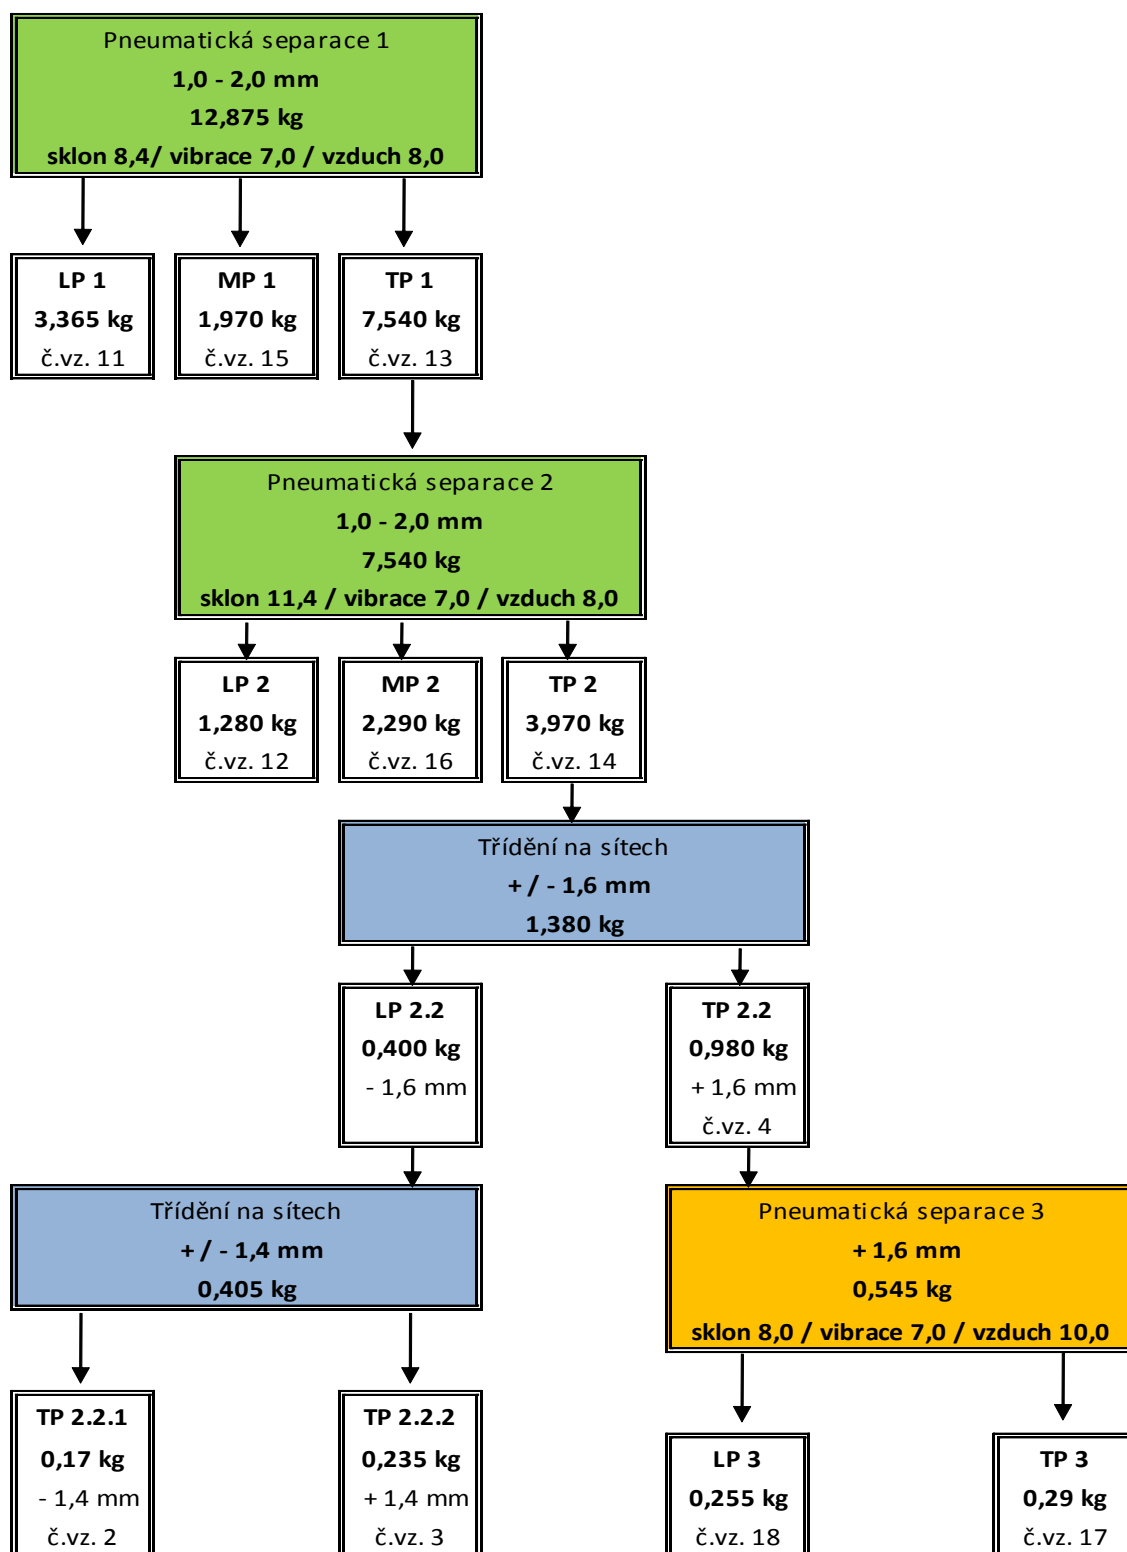 Pneumatická separace 1
1,0 - 2,0 mm
12,875 kg
sklon 8,4/ vibrace 7,0 / vzduch 8,0
LP 1
3,365 kg
č.vz. 11
MP 1
1,970 kg
č.vz. 15
TP 1
7,540 kg
č.vz. 13
Pneumatická separace 2
1,0 - 2,0 mm
7,540 kg
sklon 11,4 / vibrace 7,0 / vzduch 8,0
LP 2
1,280 kg
č.vz. 12
MP 2
2,290 kg
č.vz. 16
TP 2
3,970 kg
č.vz. 14
Třídění na sítech
+ / - 1,6 mm
1,380 kg
LP 2.2
0,400 kg
- 1,6 mm
TP 2.2
0,980 kg
+ 1,6 mm
č.vz. 4
Třídění na sítech
+ / - 1,4 mm
0,405 kg
Pneumatická separace 3
+ 1,6 mm
0,545 kg
sklon 8,0 / vibrace 7,0 / vzduch 10,0
TP 2.2.1
0,17 kg
- 1,4 mm
č.vz. 2
TP 2.2.2
0,235 kg
+ 1,4 mm
č.vz. 3
LP 3
0,255 kg
č.vz. 18
TP 3
0,29 kg
č.vz. 17